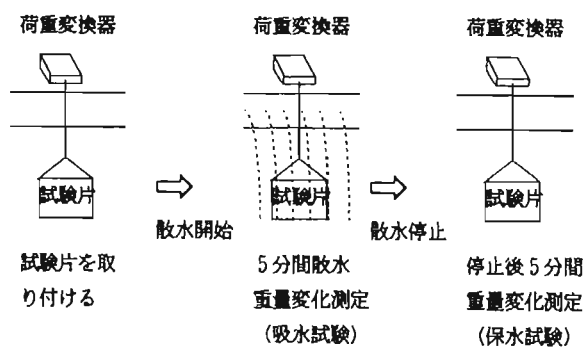 荷重変換器
荷重変換器
荷重変換器
試験片
試験片
試験片
散水開始
散水停止
試験片を取
り付ける
5分間散水
重量変化測定
(吸水試験)
停止後5分間
重量変化測定
(保水試験)